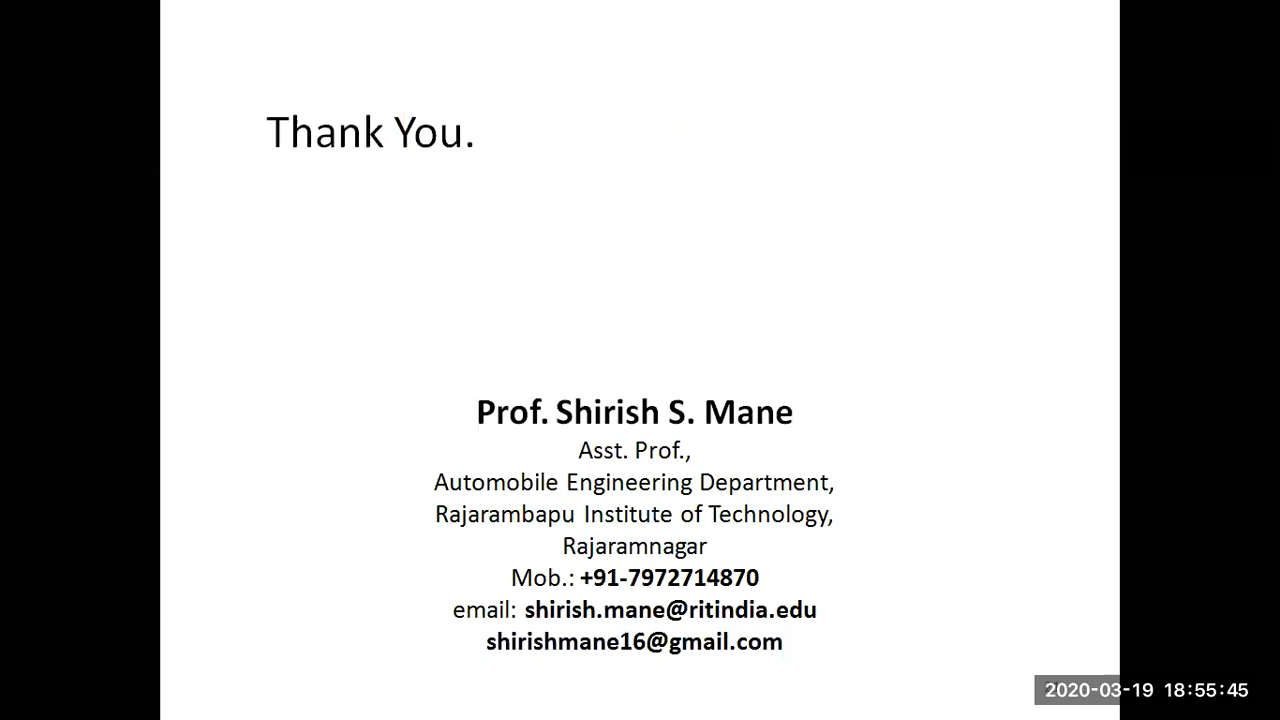 Thank You.
Prof. Shirish S. Mane
Asst. Prof.,
Automobile Engineering Department,
Rajarambapu Institute of Technology,
Rajaramnagar
Mob.: +91-7972714870
email: shirish.mane@ritindia.edu
shirishmane16@gmail.com
2020-03-19 18:55:45